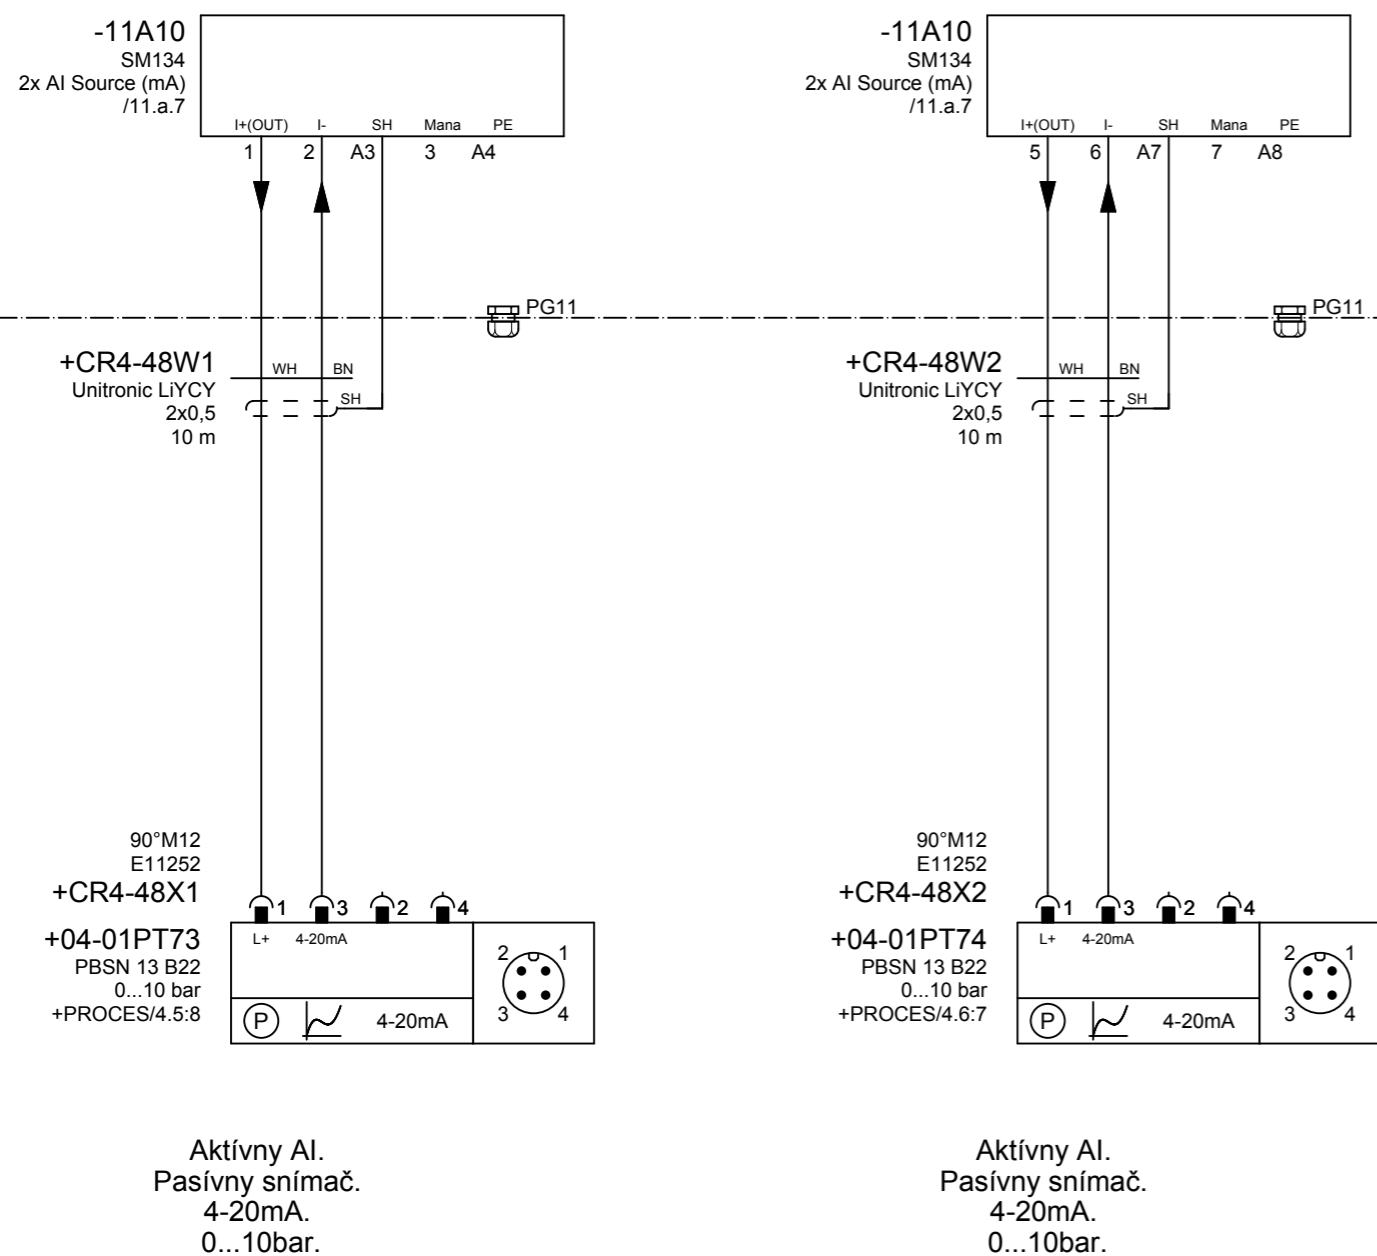 -11A10
SM134
2x AI Source (mA)
/11.a.7
I+(OUT) I- SH Mana PE
1 2 A3 3 A4
PG11
+CR4-48W1
Unitronic LiYCY
2x0,5
10 m
WH BN
SH
90°M12
E11252
+CR4-48X1
1 3 2 4
+04-01PT73
PBSN 13 B22
0...10 bar
+PROCES/4.5:8
L+ 4-20mA
P 4-20mA
2 1
3 4
Aktívny AI.
Pasívny snímač.
4-20mA.
0...10bar.
-11A10
SM134
2x AI Source (mA)
/11.a.7
I+(OUT) I- SH Mana PE
5 6 A7 7 A8
PG11
+CR4-48W2
Unitronic LiYCY
2x0,5
10 m
WH BN
SH
90°M12
E11252
+CR4-48X2
1 3 2 4
+04-01PT74
PBSN 13 B22
0...10 bar
+PROCES/4.6:7
L+ 4-20mA
P 4-20mA
2 1
3 4
Aktívny AI.
Pasívny snímač.
4-20mA.
0...10bar.